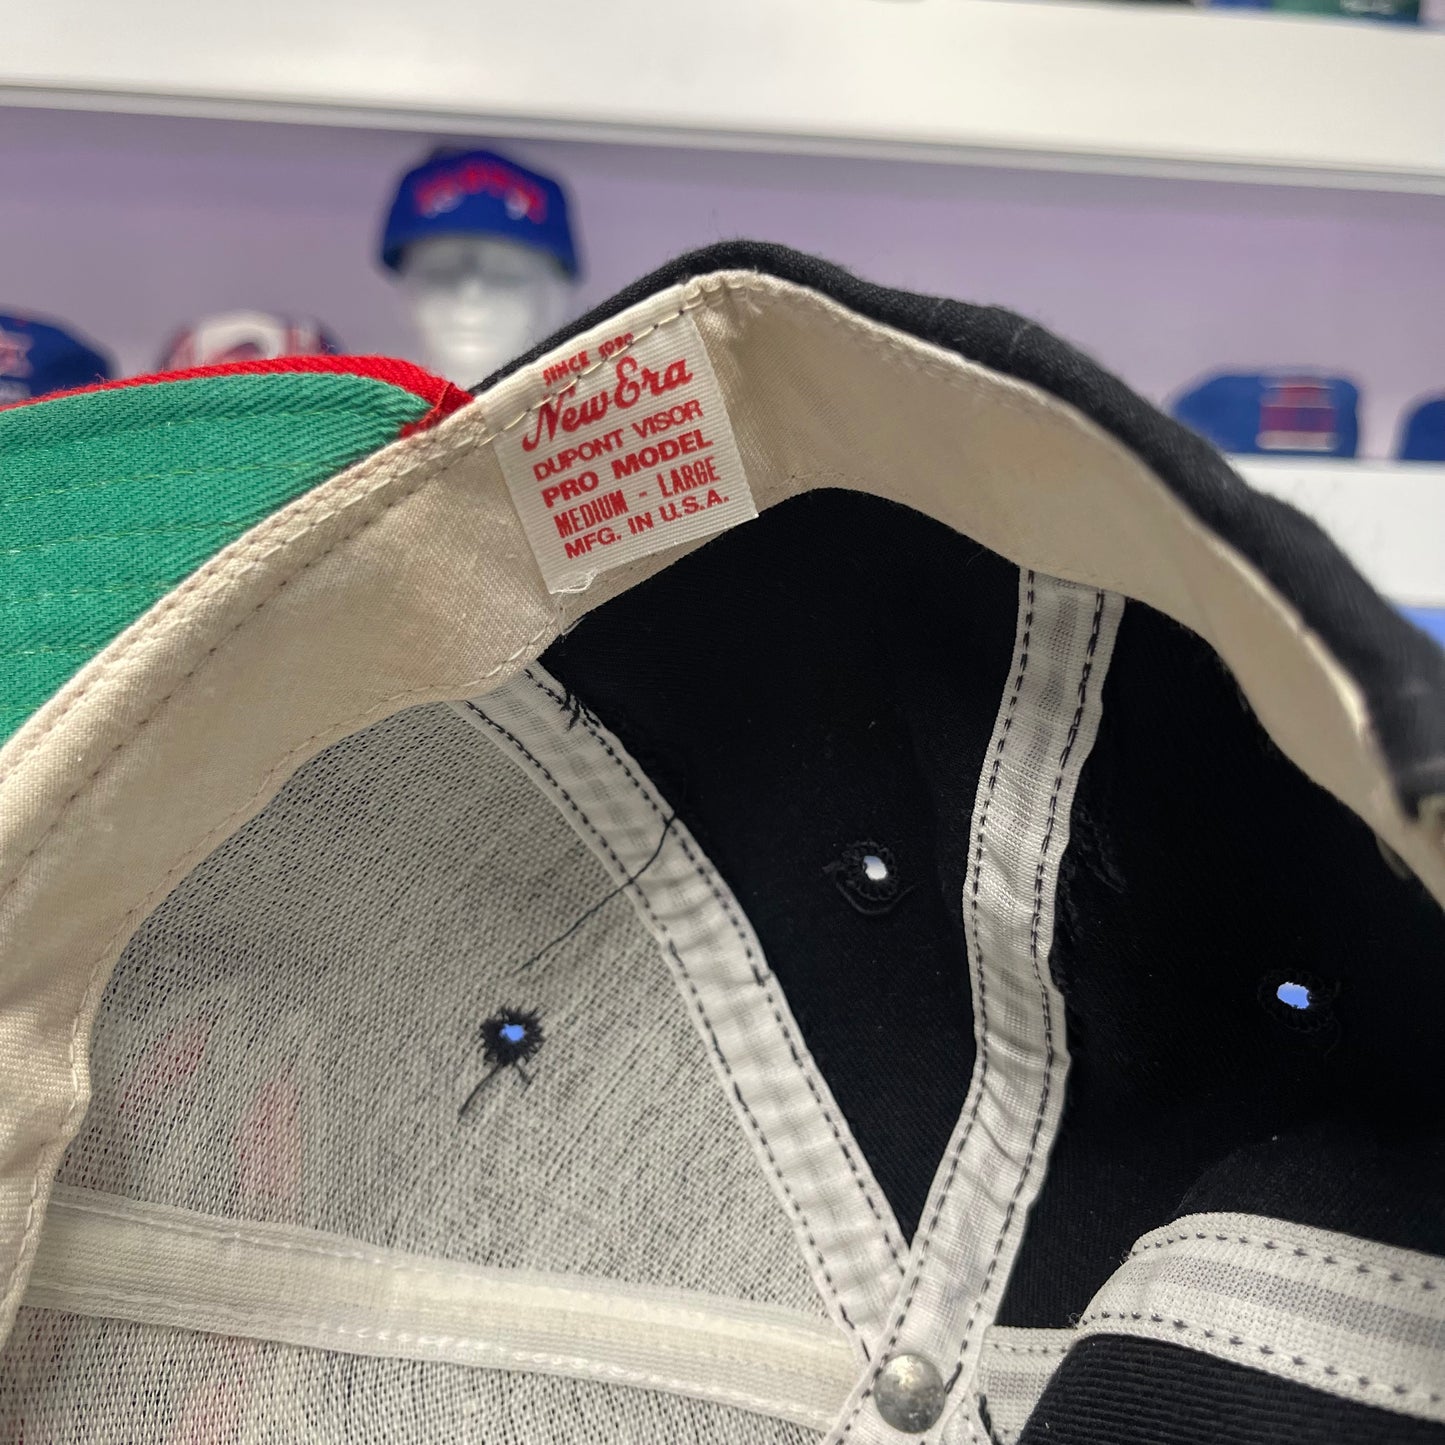 SINCE 1920
New Era
DUPONT VISOR
PRO MODEL
MEDIUM - LARGE
MFG. IN U.S.A.